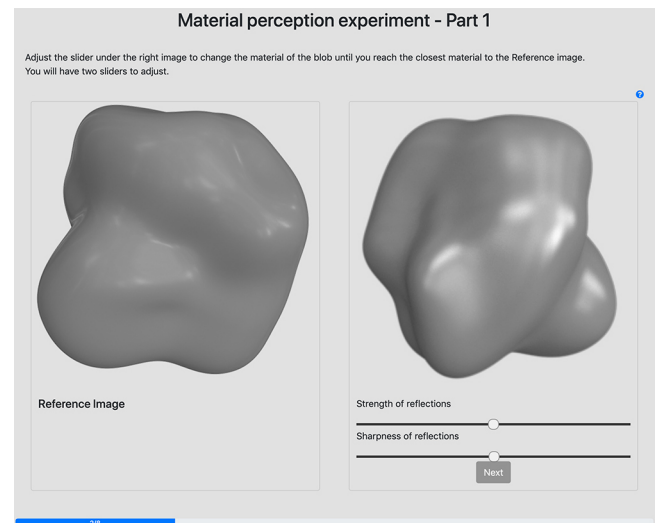 Material perception experiment - Part 1
Adjust the slider under the right image to change the material of the blob until you reach the closest material to the Reference image.
You will have two sliders to adjust.
?
Reference Image
Strength of reflections
Sharpness of reflections
Next